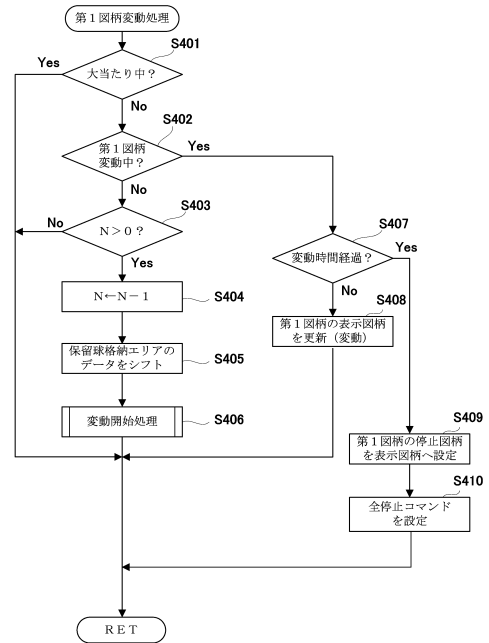 第１図柄変動処理
S401
Yes
大当たり中？
No
S402
第１図柄
変動中？
Yes
No
S403
No
Ｎ＞０？
Yes
S407
変動時間経過？
Yes
No
Ｎ←Ｎ－１
S404
S408
第１図柄の表示図柄
を更新（変動）
保留球格納エリアの
データをシフト
S405
変動開始処理
S406
S409
第１図柄の停止図柄
を表示図柄へ設定
S410
全停止コマンド
を設定
ＲＥＴ